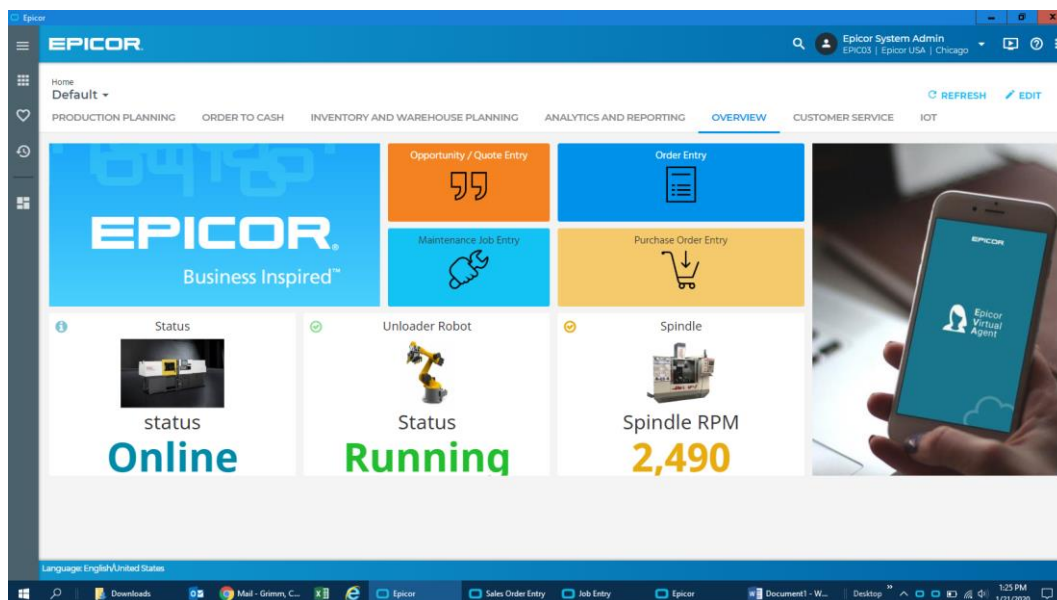 Epicor
EPICOR
Epicor System Admin
EPIC03 | Epicor USA | Chicago
Home
Default
REFRESH
EDIT
PRODUCTION PLANNING
ORDER TO CASH
INVENTORY AND WAREHOUSE PLANNING
ANALYTICS AND REPORTING
OVERVIEW
CUSTOMER SERVICE
IOT
EPICOR
Business Inspired™
Opportunity / Quote Entry
Order Entry
Maintenance Job Entry
Purchase Order Entry
EPICOR
Epicor
Virtual
Agent
Status
status
Online
Unloader Robot
Status
Running
Spindle
Spindle RPM
2,490
Language: English/United States
Downloads
Mail - Grimm, C...
Epicor
Sales Order Entry
Job Entry
Epicor
Document1 - W...
Desktop
1:25 PM
1/21/2020